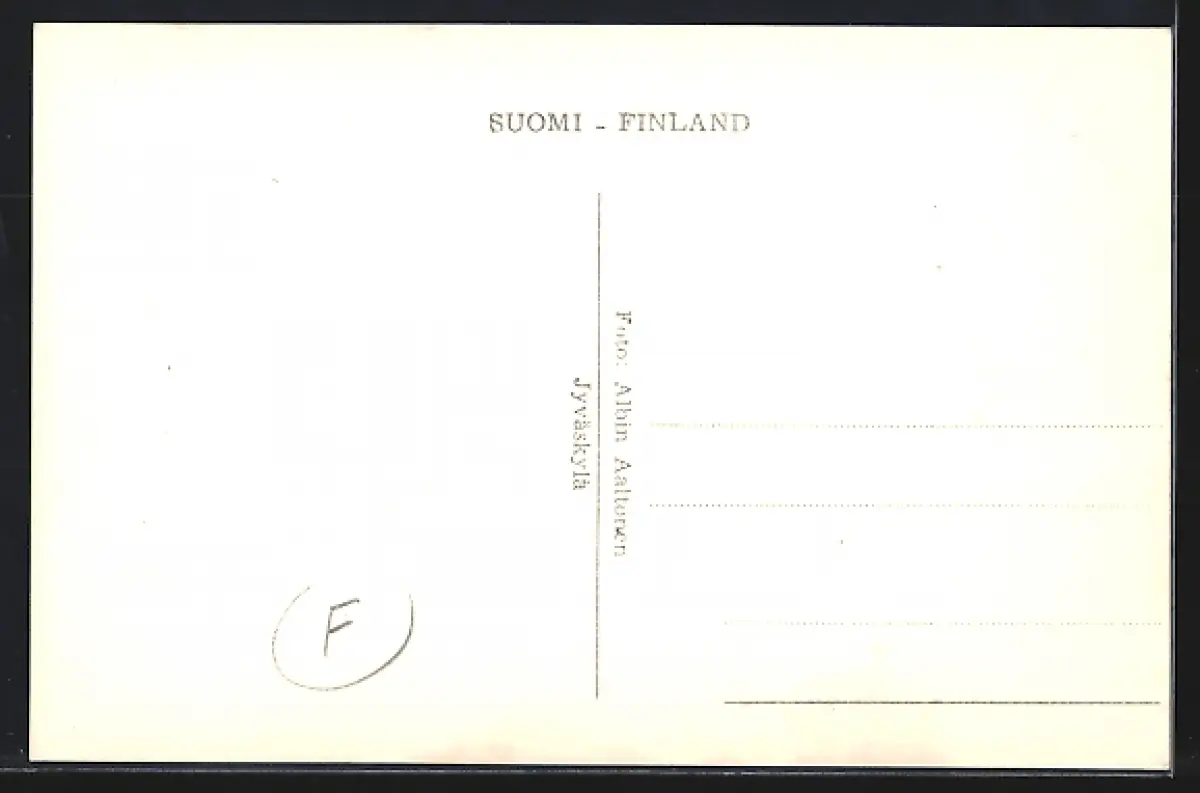 SUOMI - FINLAND
Foto: Albin Aaltonen
Jyväskylä
F